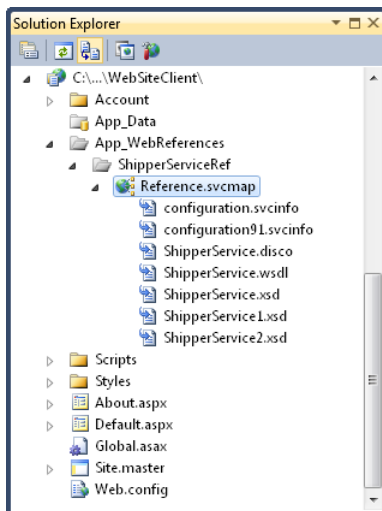 Solution Explorer
C:\...\WebSiteClient\
Account
App_Data
App_WebReferences
ShipperServiceRef
Reference.svcmap
configuration.svcinfo
configuration91.svcinfo
ShipperService.disco
ShipperService.wsdl
ShipperService.xsd
ShipperService1.xsd
ShipperService2.xsd
Scripts
Styles
About.aspx
Default.aspx
Global.asax
Site.master
Web.config